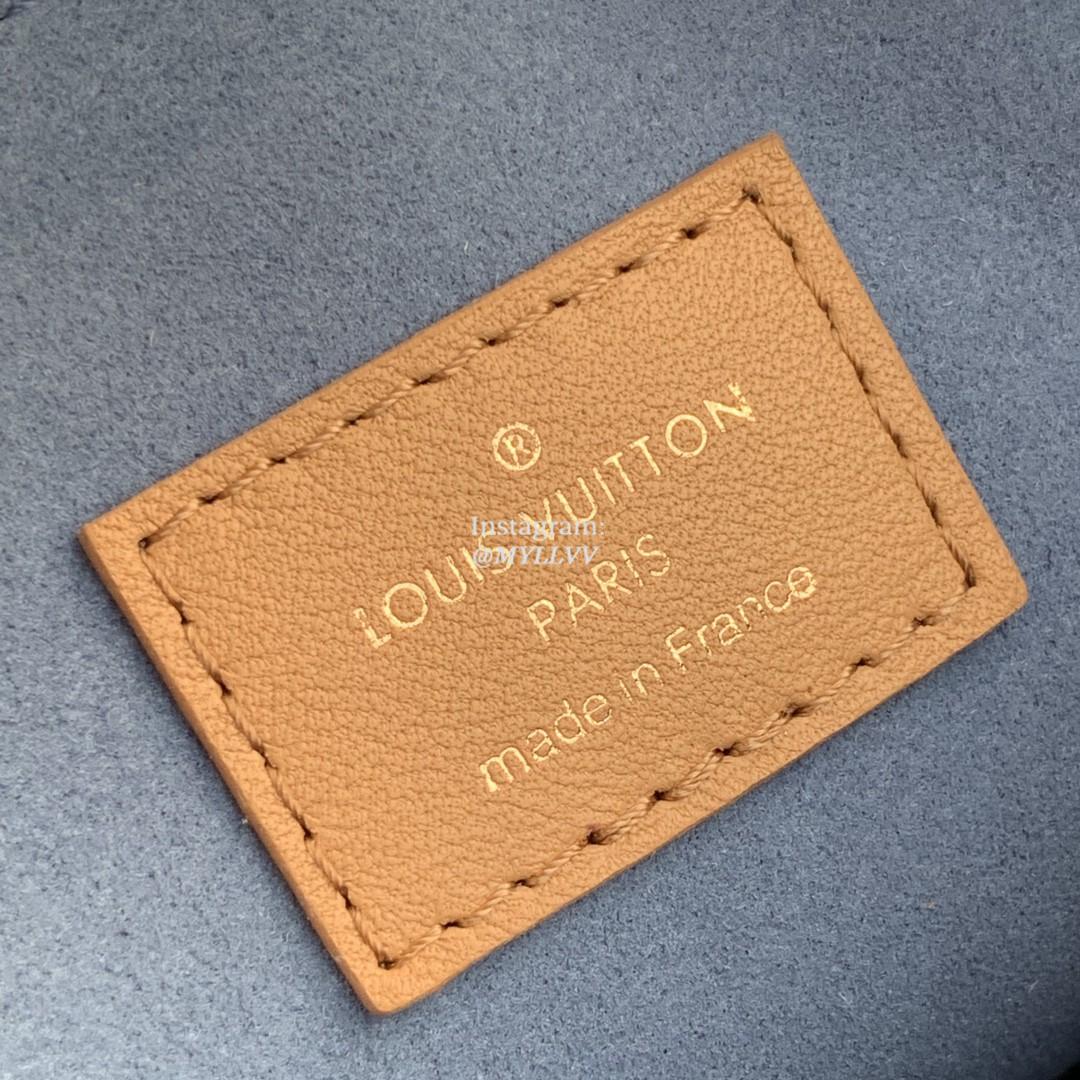 ®
LOUIS VUITTON
PARIS
made in France
Instagram:
@MYLLVV